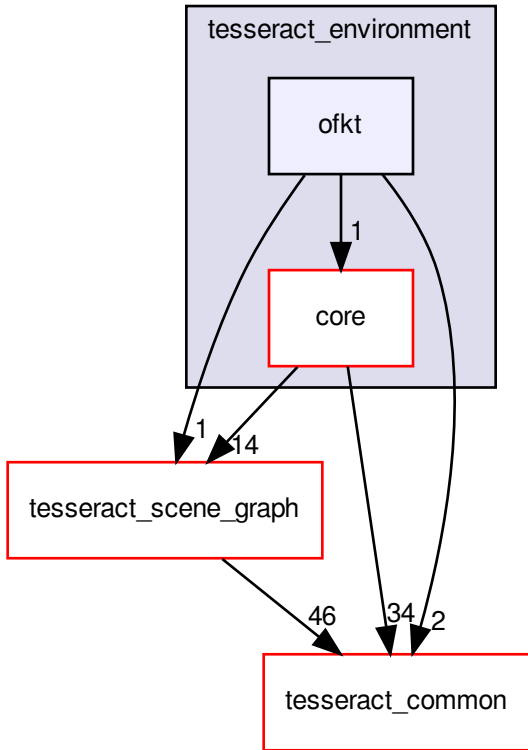 tesseract_environment
ofkt
1
core
1
14
tesseract_scene_graph
46
34
2
tesseract_common